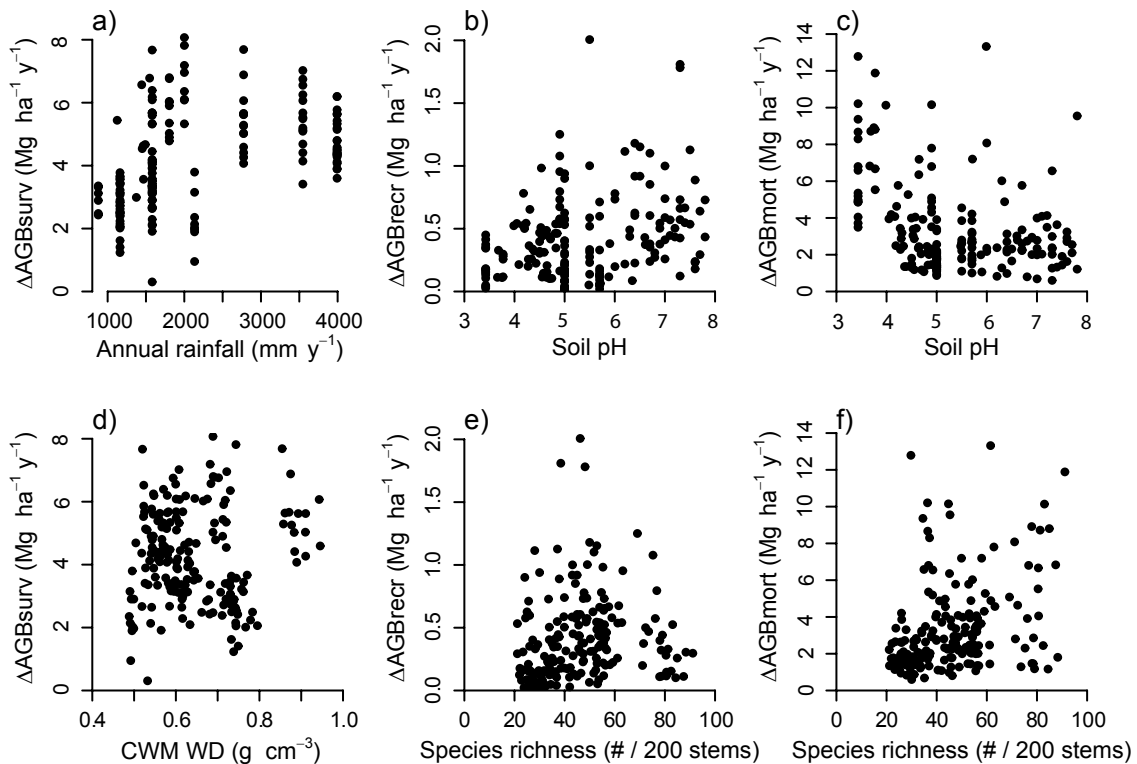 a)
ΔAGBsurv (Mg ha⁻¹ y⁻¹)
8
6
4
2
0
1000 2000 3000 4000
Annual rainfall (mm y⁻¹)
b)
ΔAGBrecr (Mg ha⁻¹ y⁻¹)
2.0
1.5
1.0
0.5
0.0
3 4 5 6 7 8
Soil pH
c)
ΔAGBmort (Mg ha⁻¹ y⁻¹)
14
12
10
8
6
4
2
0
3 4 5 6 7 8
Soil pH
d)
ΔAGBsurv (Mg ha⁻¹ y⁻¹)
8
6
4
2
0
0.4 0.6 0.8 1.0
CWM WD (g cm⁻³)
e)
ΔAGBrecr (Mg ha⁻¹ y⁻¹)
2.0
1.5
1.0
0.5
0.0
0 20 40 60 80 100
Species richness (# / 200 stems)
f)
ΔAGBmort (Mg ha⁻¹ y⁻¹)
14
12
10
8
6
4
2
0
0 20 40 60 80 100
Species richness (# / 200 stems)